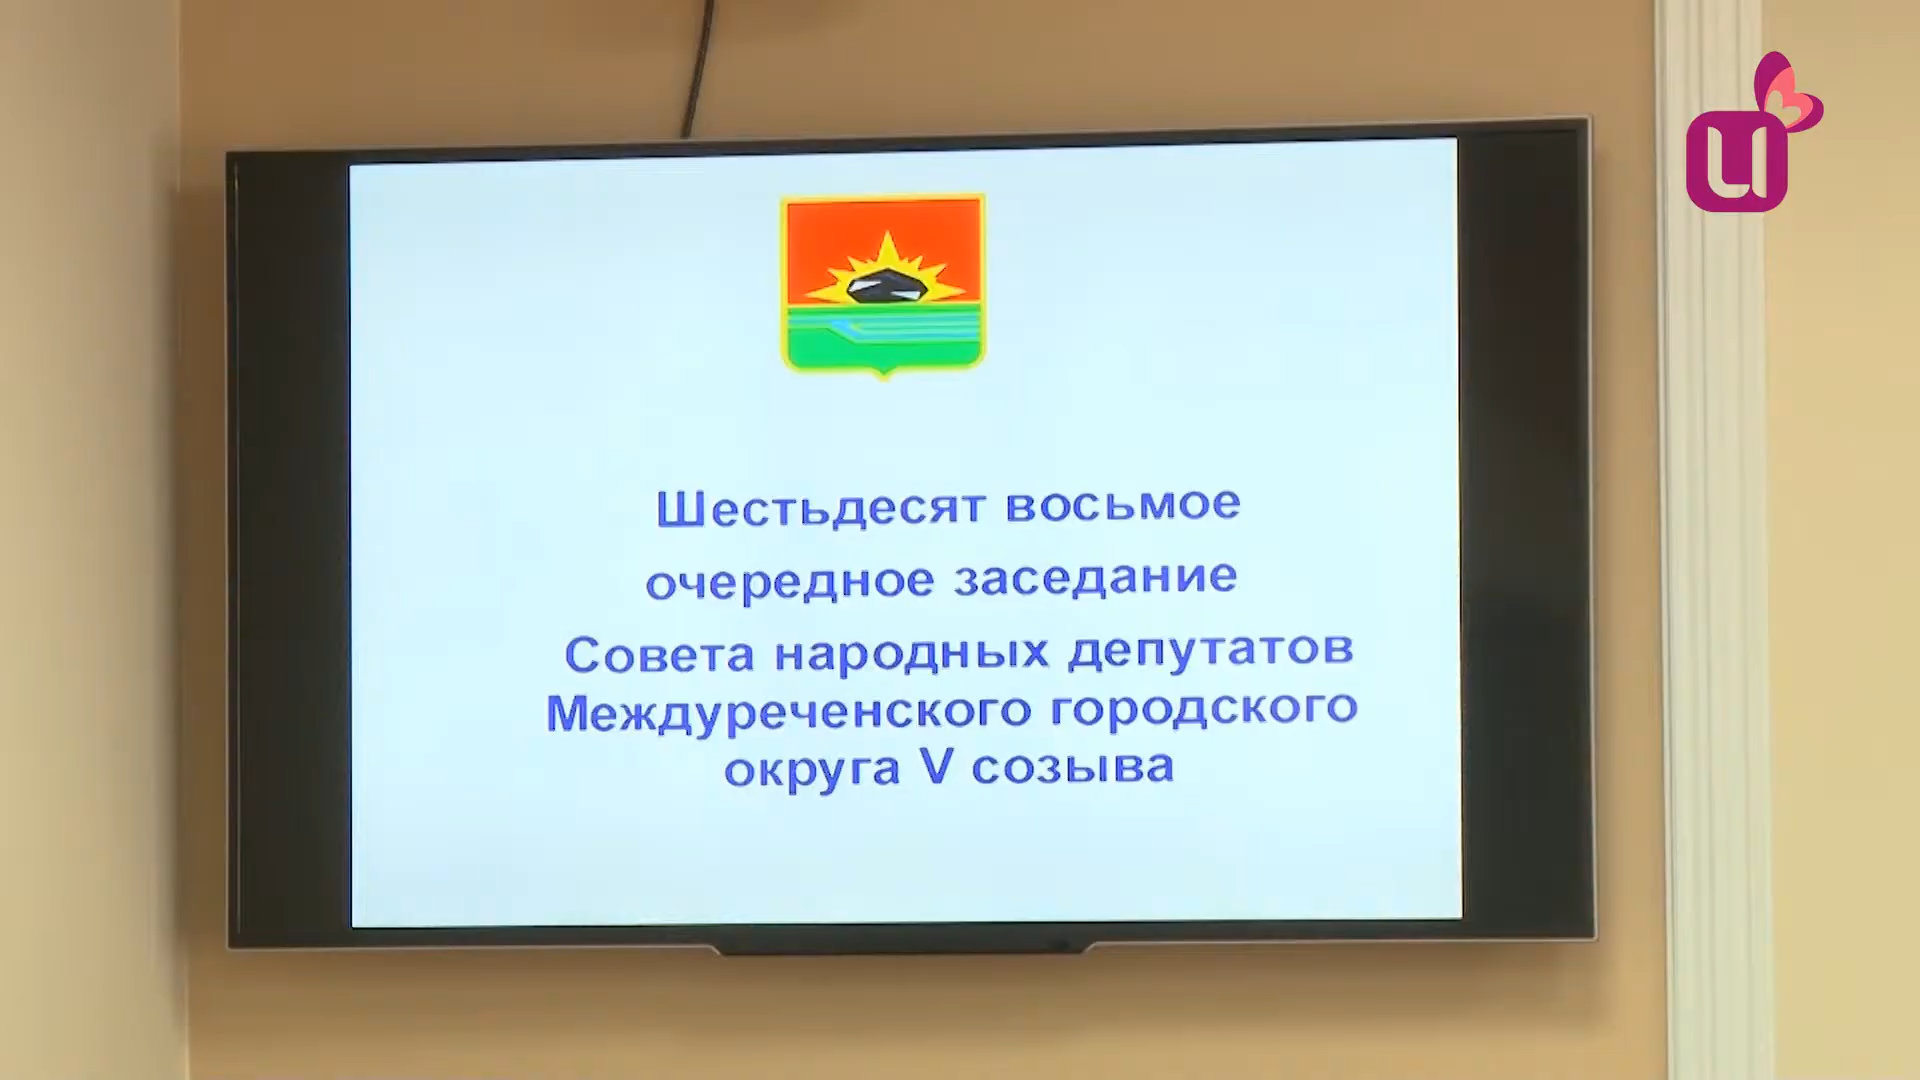 Шестьдесят восьмое
очередное заседание
Совета народных депутатов
Междуреченского городского
округа V созыва